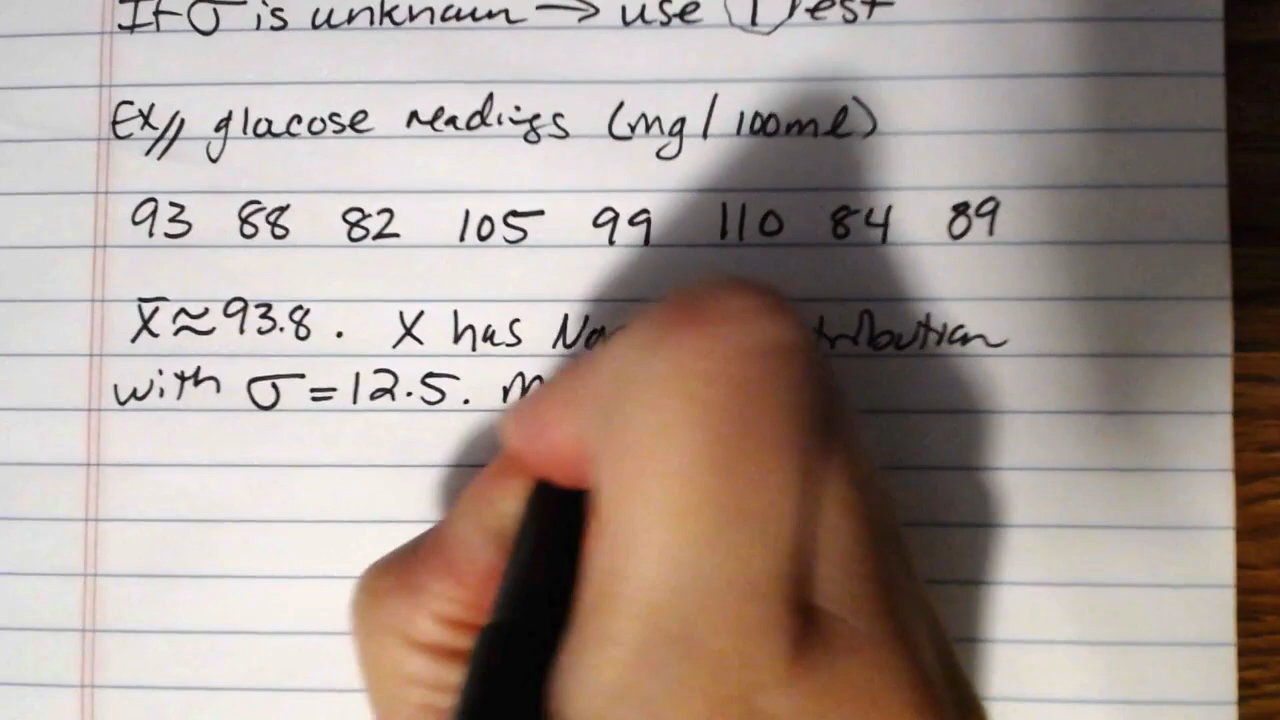 If σ is unknown → use T Test
Ex// glucose readings (mg/100ml)
93 88 82 105 99 110 84 89
x̄ ≈ 93.8. X has
with σ = 12.5.